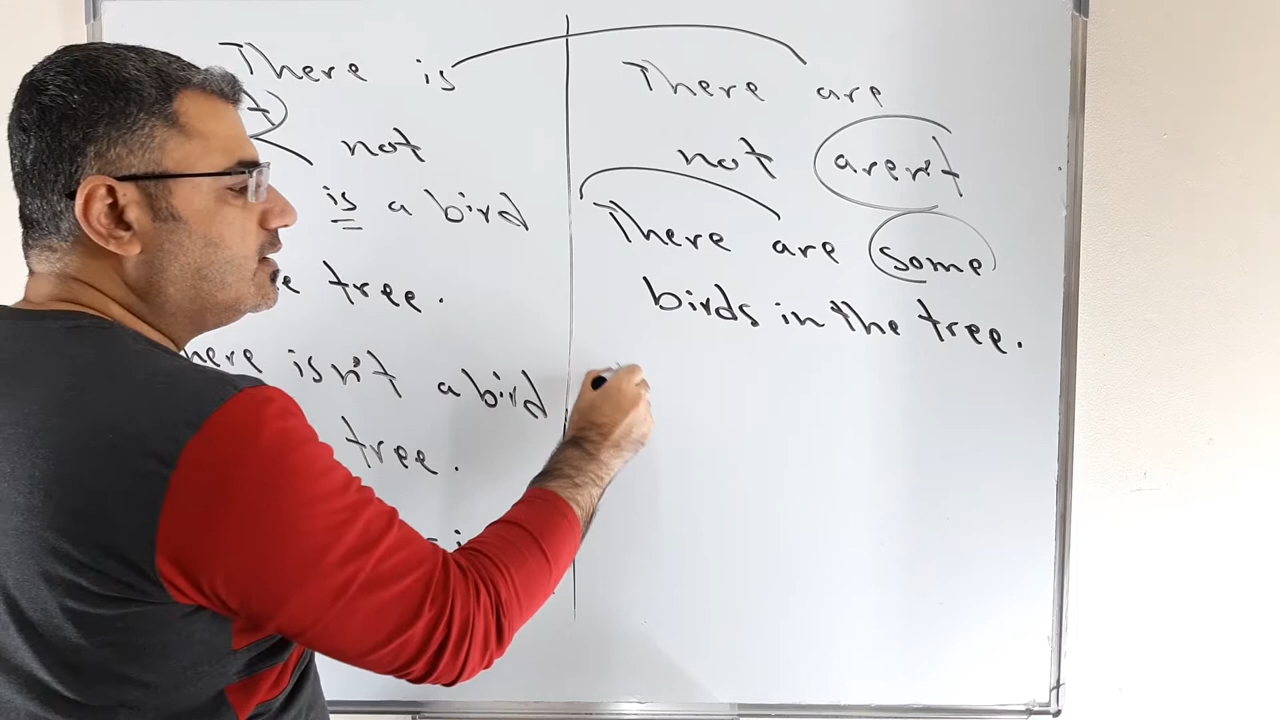 There is
not
is a bird
tree.
here isn't a bird
tree.
There are
not aren't
There are some
birds in the tree.